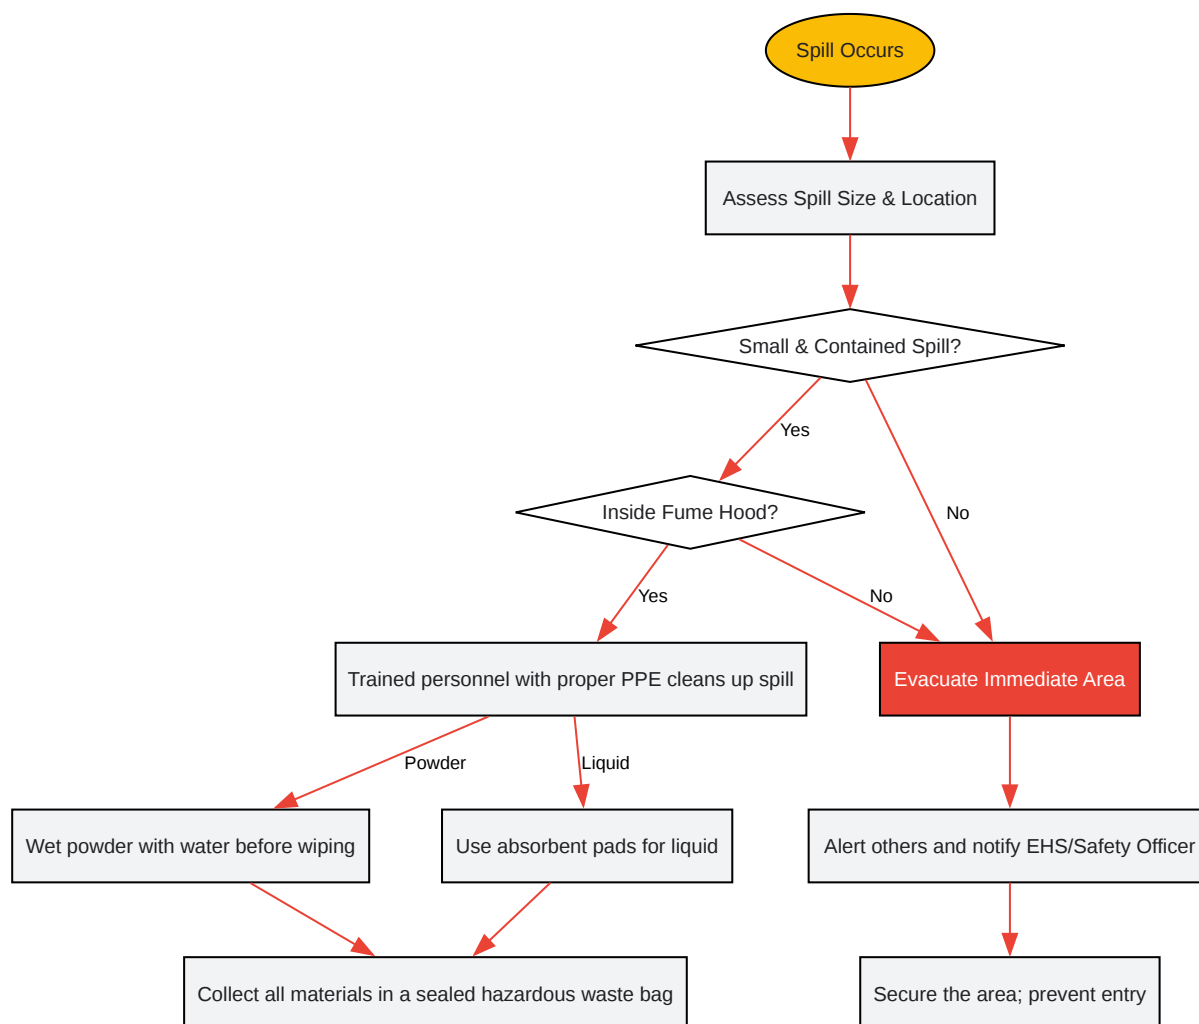 Spill Occurs
Assess Spill Size & Location
Small & Contained Spill?
Yes
No
Inside Fume Hood?
Yes
No
Trained personnel with proper PPE cleans up spill
Evacuate Immediate Area
Powder
Liquid
Wet powder with water before wiping
Use absorbent pads for liquid
Alert others and notify EHS/Safety Officer
Collect all materials in a sealed hazardous waste bag
Secure the area; prevent entry